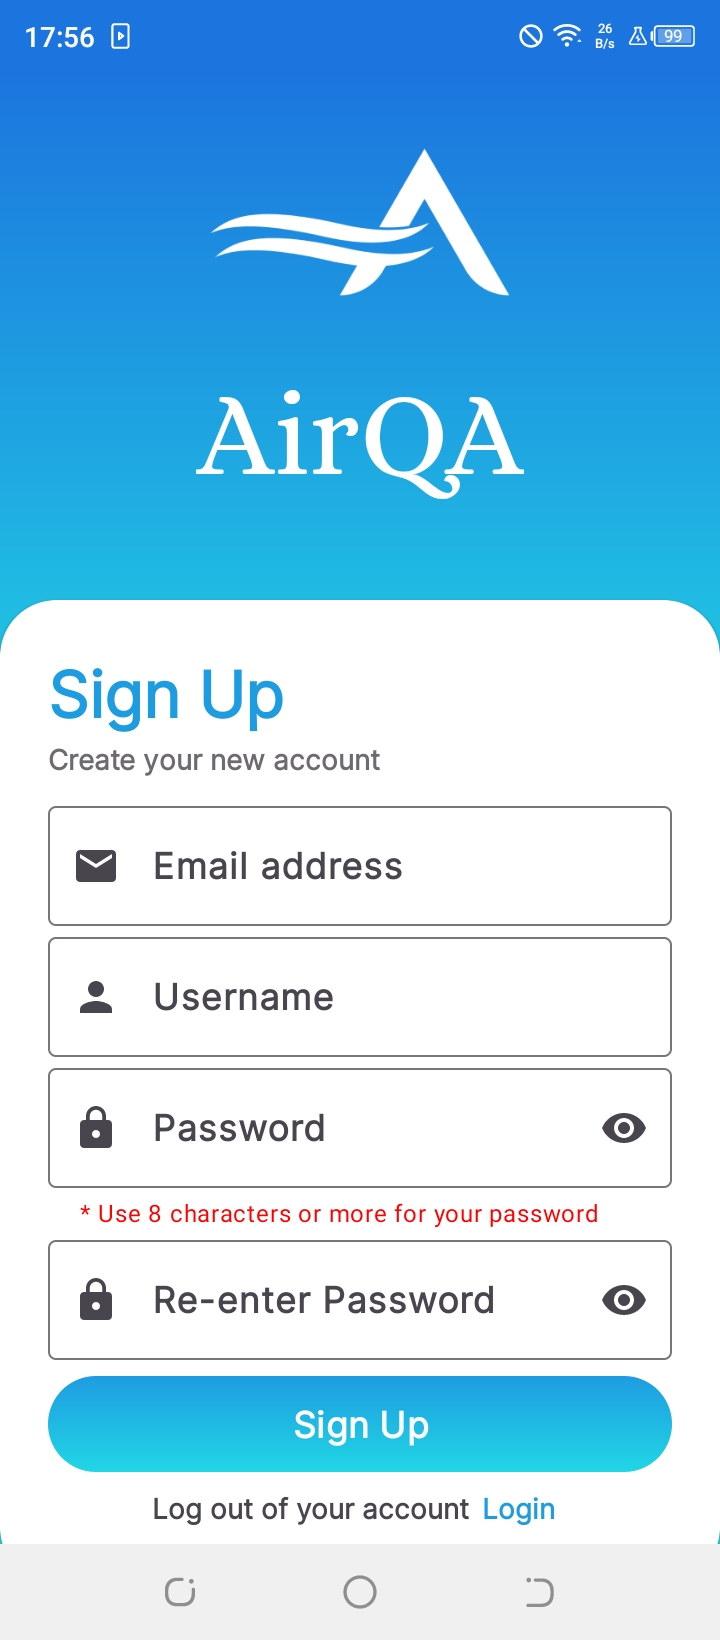 17:56
26
B/s
99
AirQA
Sign Up
Create your new account
Email address
Username
Password
* Use 8 characters or more for your password
Re-enter Password
Sign Up
Log out of your account Login